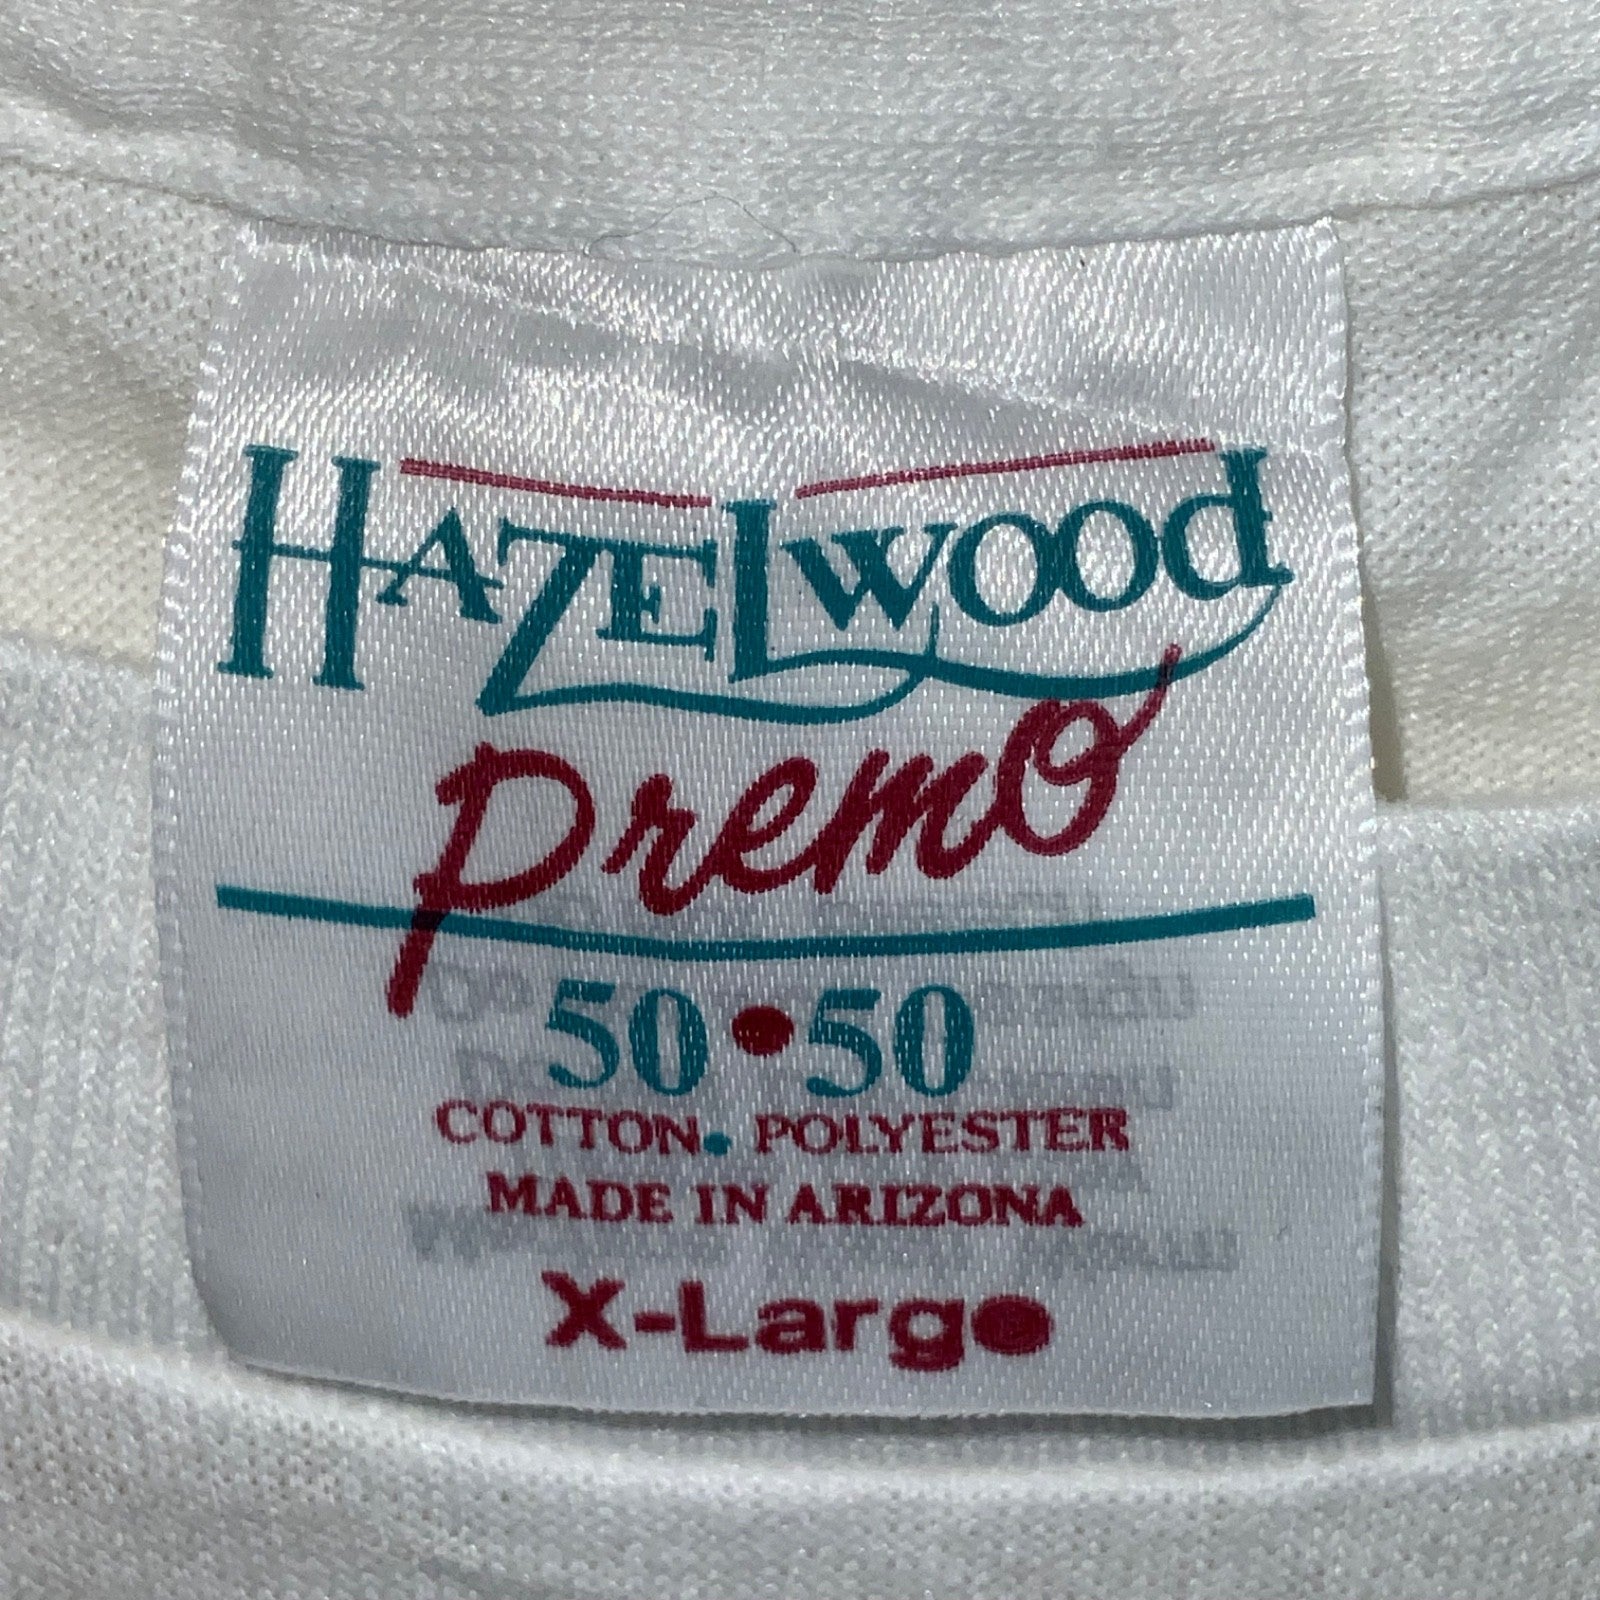 HAZELWOOD
Premo
50•50
COTTON • POLYESTER
MADE IN ARIZONA
X-Large